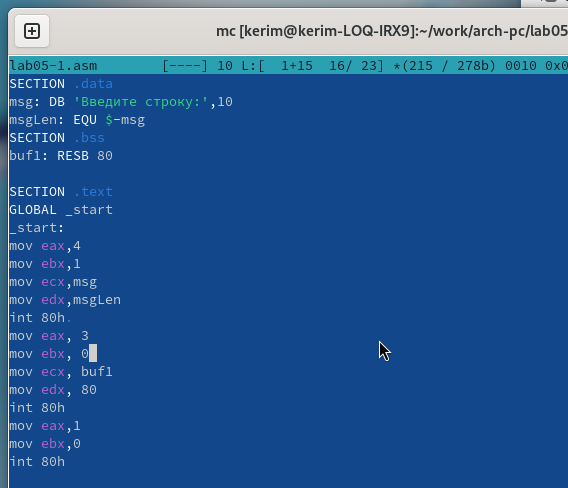 mc [kerim@kerim-LOQ-IRX9]:~/work/arch-pc/lab05
lab05-1.asm [----] 10 L:[ 1+15 16/ 23] *(215 / 278b) 0010 0x0
SECTION .data
msg: DB 'Введите строку:',10
msgLen: EQU $-msg
SECTION .bss
buf1: RESB 80
SECTION .text
GLOBAL _start
_start:
mov eax,4
mov ebx,1
mov ecx,msg
mov edx,msgLen
int 80h.
mov eax, 3
mov ebx, 0
mov ecx, buf1
mov edx, 80
int 80h
mov eax,1
mov ebx,0
int 80h